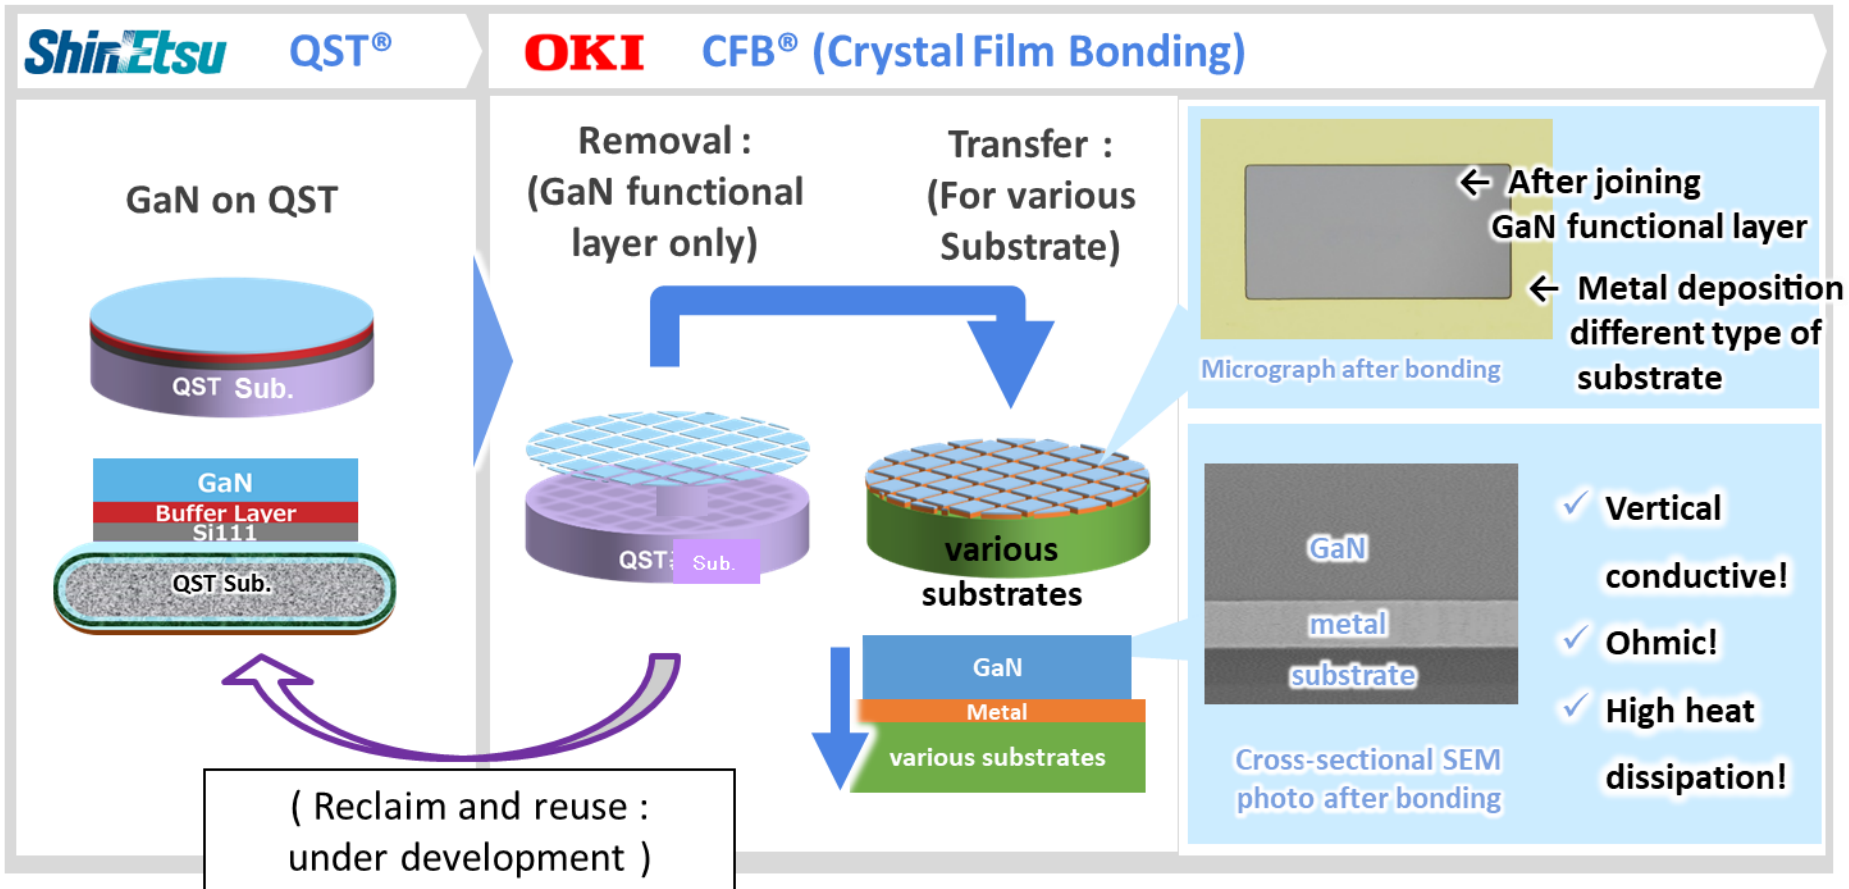 ShinEtsu QST®
OKI CFB® (Crystal Film Bonding)
GaN on QST
QST Sub.
GaN
Buffer Layer
Si111
QST Sub.
Removal :
(GaN functional
layer only)
Transfer :
(For various
Substrate)
QST
Sub.
various
substrates
GaN
Metal
various substrates
( Reclaim and reuse :
under development )
← After joining
GaN functional layer
← Metal deposition
different type of
substrate
Micrograph after bonding
GaN
metal
substrate
Cross-sectional SEM
photo after bonding
✓ Vertical
conductive!
✓ Ohmic!
✓ High heat
dissipation!